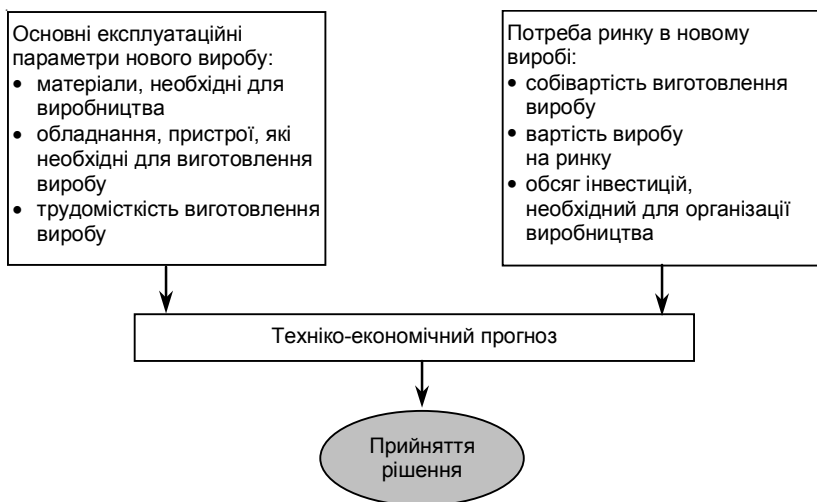 Основні експлуатаційні
параметри нового виробу:
• матеріали, необхідні для
виробництва
• обладнання, пристрої, які
необхідні для виготовлення
виробу
• трудомісткість виготовлення
виробу
Потреба ринку в новому
виробі:
• собівартість виготовлення
виробу
• вартість виробу
на ринку
• обсяг інвестицій,
необхідний для організації
виробництва
Техніко-економічний прогноз
Прийняття
рішення